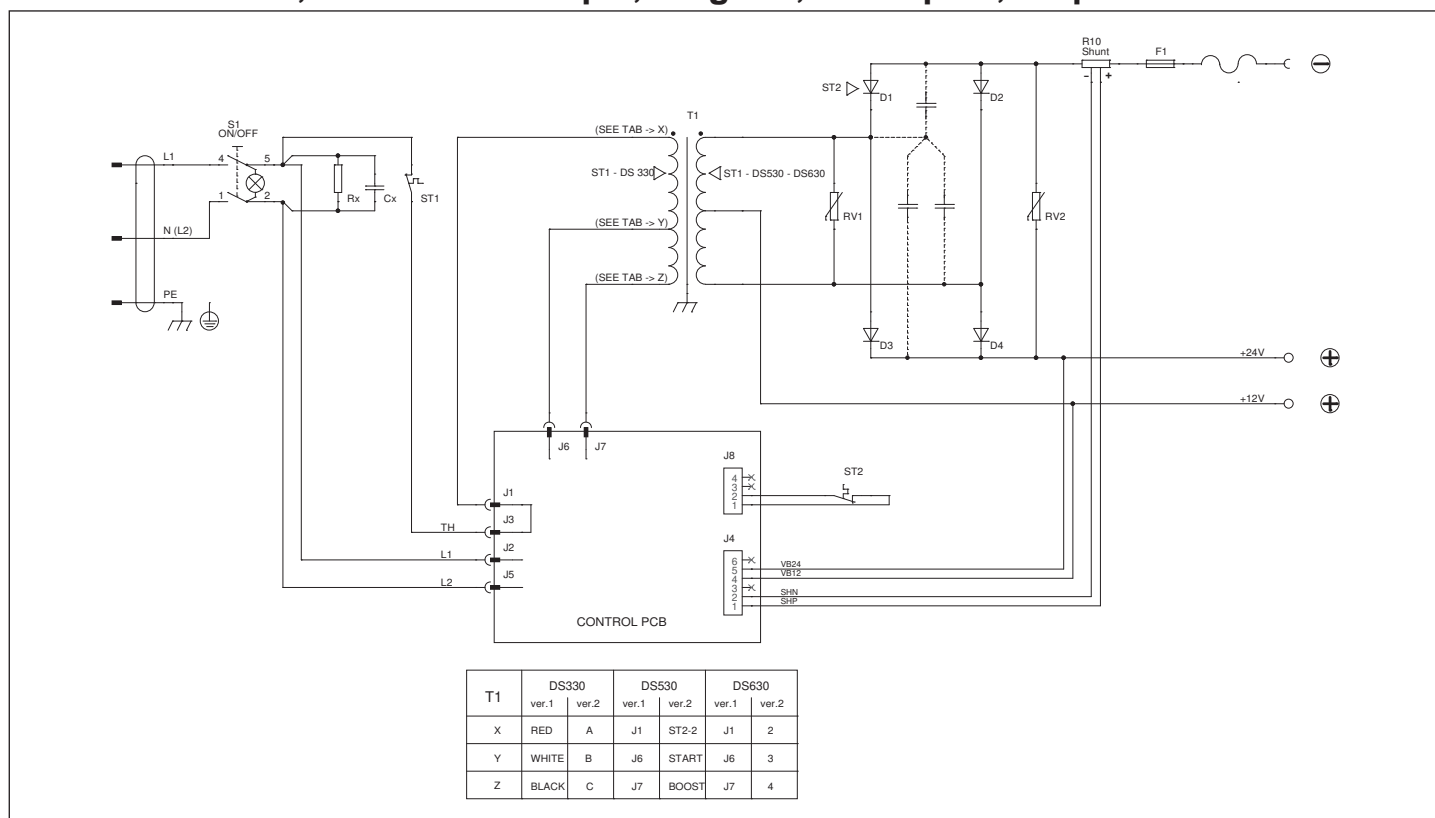 R10
Shunt
F1
- +
ST2
D1
D2
S1
ON/OFF
T1
(SEE TAB -> X)
L1
4
5
ST1 - DS 330
ST1 - DS530 - DS630
1
2
Rx
Cx
ST1
RV1
RV2
N (L2)
(SEE TAB -> Y)
(SEE TAB -> Z)
PE
D3
D4
+24V
+12V
J6
J7
J8
4
3
2
1
ST2
J1
J3
TH
J2
L1
J5
L2
J4
6
5
4
3
2
1
VB24
VB12
SHN
SHP
CONTROL PCB
T1 DS330 DS530 DS630
ver.1 ver.2 ver.1 ver.2 ver.1 ver.2
X RED A J1 ST2-2 J1 2
Y WHITE B J6 START J6 3
Z BLACK C J7 BOOST J7 4